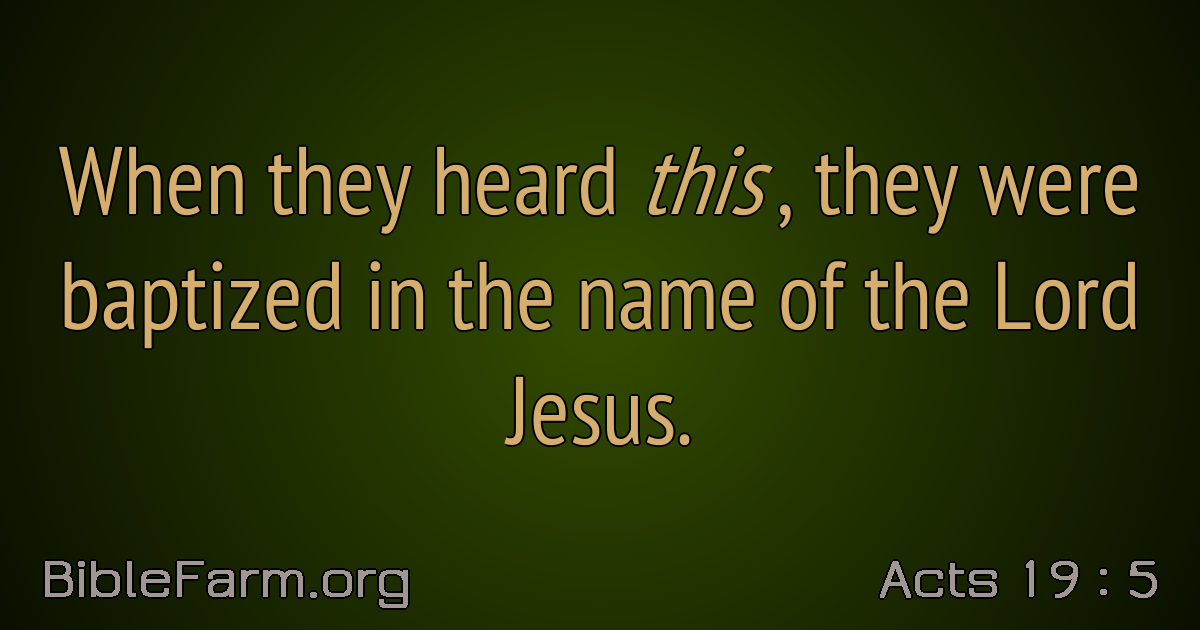 When they heard this, they were
baptized in the name of the Lord
Jesus.
BibleFarm.org
Acts 19 : 5